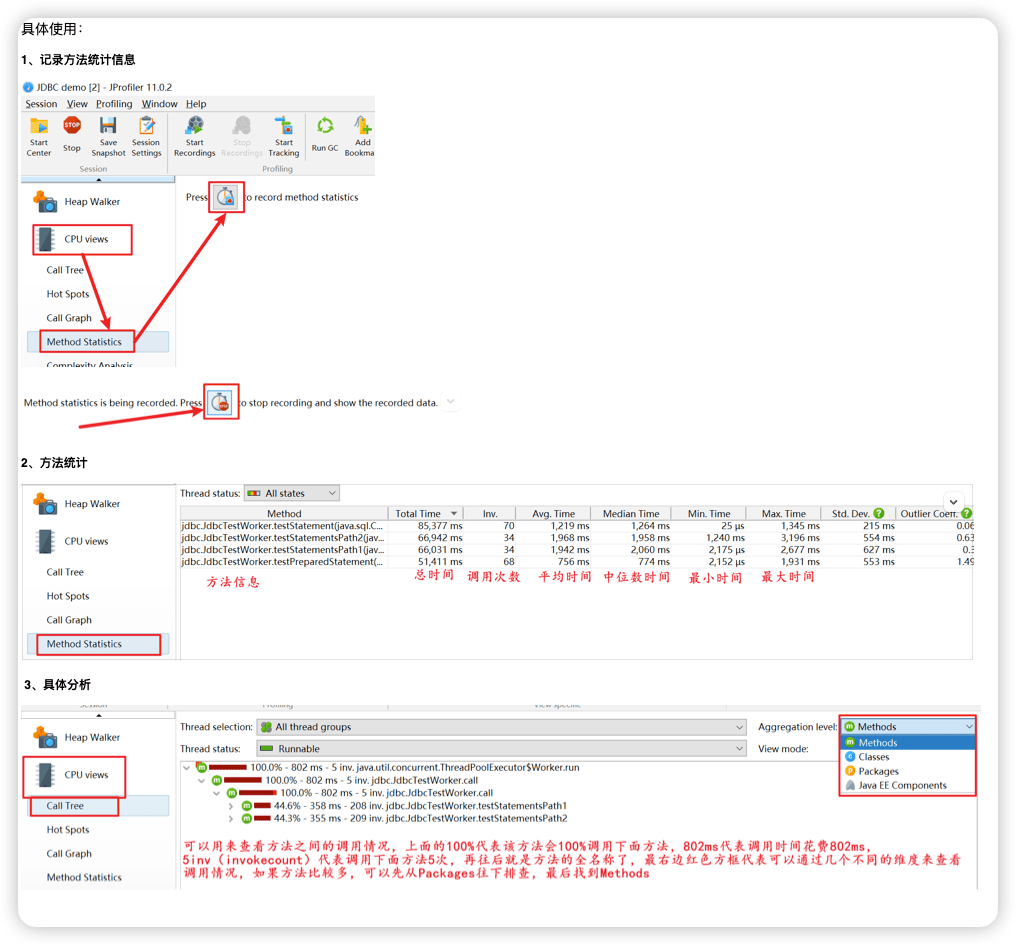 具体使用：
1、记录方法统计信息
JDBC demo [2] - JProfiler 11.0.2
Session View Profiling Window Help
Start Center
Stop
Save Snapshot
Session Settings
Start Recordings
Stop Recordings
Start Tracking
Run GC
Add Bookma
Session
Profiling
Heap Walker
Press to record method statistics
CPU views
Call Tree
Hot Spots
Call Graph
Method Statistics
Complexity Analysis
Method statistics is being recorded. Press to stop recording and show the recorded data.
2、方法统计
Thread status: All states
Heap Walker
CPU views
Call Tree
Hot Spots
Call Graph
Method Statistics
Method Total Time Inv. Avg. Time Median Time Min. Time Max. Time Std. Dev. Outlier Coeff.
jdbc.JdbcTestWorker.testStatement(java.sql.C... 85,377 ms 70 1,219 ms 1,264 ms 25 µs 1,345 ms 215 ms 0.06
jdbc.JdbcTestWorker.testStatementsPath2(jav... 66,942 ms 34 1,968 ms 1,958 ms 1,240 ms 3,196 ms 554 ms 0.63
jdbc.JdbcTestWorker.testStatementsPath1(jav... 66,031 ms 34 1,942 ms 2,060 ms 2,175 µs 2,677 ms 627 ms 0.3
jdbc.JdbcTestWorker.testPreparedStatement(... 51,411 ms 68 756 ms 774 ms 2,152 µs 1,931 ms 553 ms 1.49
方法信息 总时间 调用次数 平均时间 中位数时间 最小时间 最大时间
3、具体分析
Session Profiling View specific
Heap Walker
CPU views
Call Tree
Hot Spots
Call Graph
Method Statistics
Thread selection: All thread groups
Aggregation level: Methods
Thread status: Runnable
View mode:
Methods
Classes
Packages
Java EE Components
100.0% - 802 ms - 5 inv. java.util.concurrent.ThreadPoolExecutor$Worker.run
100.0% - 802 ms - 5 inv. jdbc.JdbcTestWorker.call
100.0% - 802 ms - 5 inv. jdbc.JdbcTestWorker.call
44.6% - 358 ms - 208 inv. jdbc.JdbcTestWorker.testStatementsPath1
44.3% - 355 ms - 209 inv. jdbc.JdbcTestWorker.testStatementsPath2
可以用来查看方法之间的调用情况，上面的100%代表该方法会100%调用下面方法，802ms代表调用时间花费802ms，
5inv（invokecount）代表调用下面方法5次，再往后就是方法的全名称了，最右边红色方框代表可以通过几个不同的维度来查看
调用情况，如果方法比较多，可以先从Packages往下排查，最后找到Methods